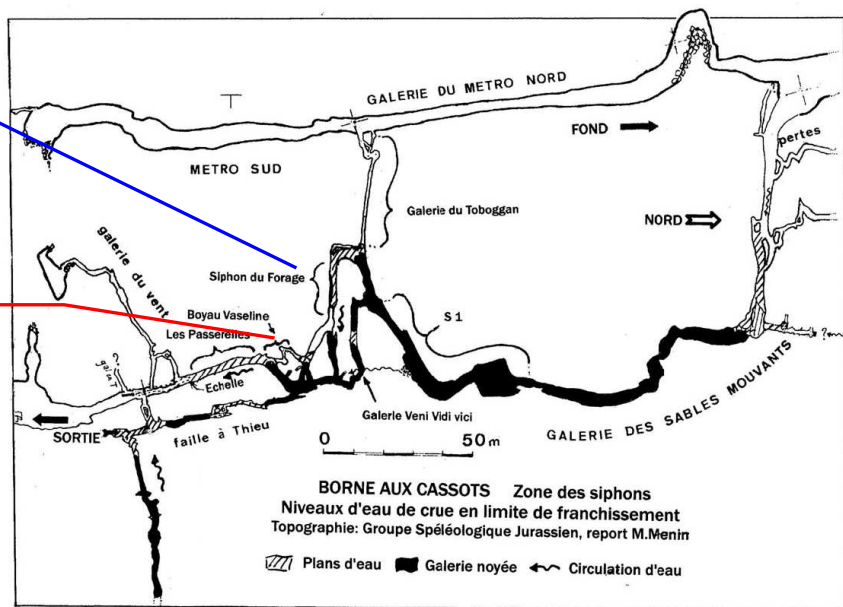 GALERIE DU METRO NORD
METRO SUD
FOND
pertes
NORD
Galerie du Toboggan
galerie du vent
Siphon du Forage
S1
Boyau Vaseline
Les Passerelles
Echelle
SORTIE
faille à Thieu
Galerie Veni Vidi vici
GALERIE DES SABLES MOUVANTS
0 50 m
BORNE AUX CASSOTS Zone des siphons
Niveaux d'eau de crue en limite de franchissement
Topographie: Groupe Spéléologique Jurassien, report M.Menin
Plans d'eau Galerie noyée Circulation d'eau